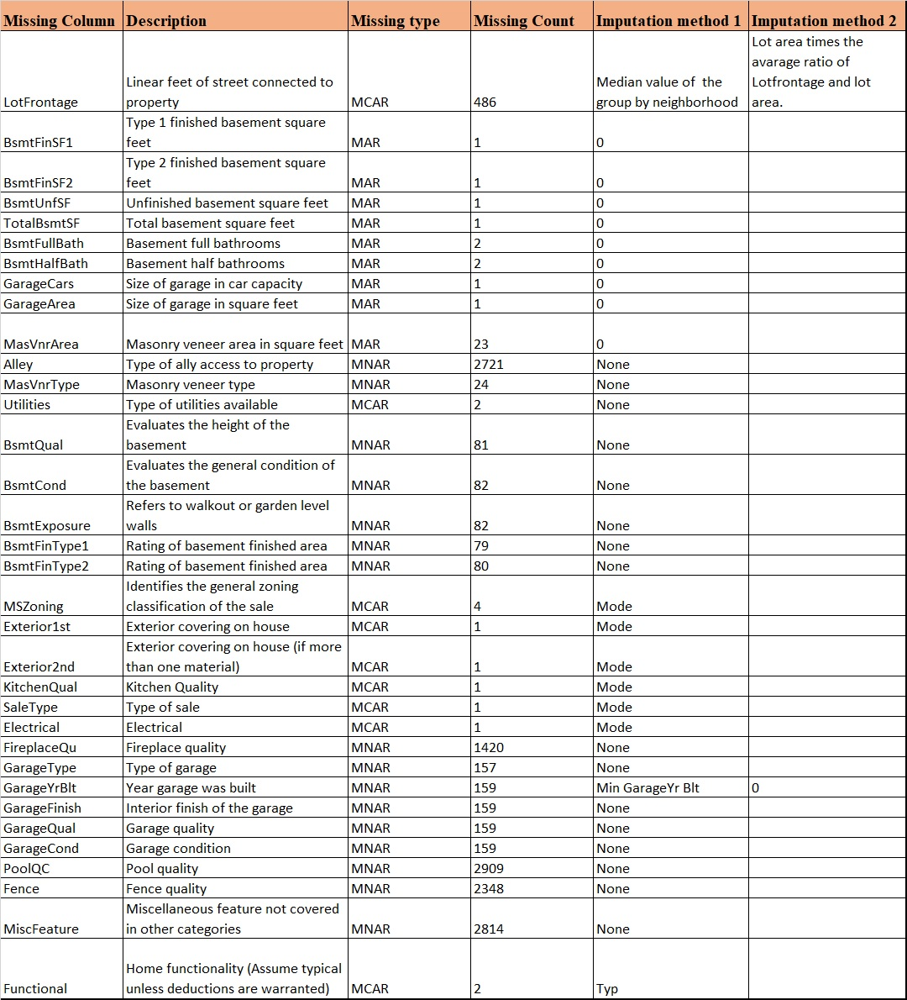 Missing Column Description Missing type Missing Count Imputation method 1 Imputation method 2
Lot area times the
avarage ratio of
Linear feet of street connected to Median value of the Lotfrontage and lot
LotFrontage property MCAR 486 group by neighborhood area.
Type 1 finished basement square
BsmtFinSF1 feet MAR 1 0
Type 2 finished basement square
BsmtFinSF2 feet MAR 1 0
BsmtUnfSF Unfinished basement square feet MAR 1 0
TotalBsmtSF Total basement square feet MAR 1 0
BsmtFullBath Basement full bathrooms MAR 2 0
BsmtHalfBath Basement half bathrooms MAR 2 0
GarageCars Size of garage in car capacity MAR 1 0
GarageArea Size of garage in square feet MAR 1 0
MasVnrArea Masonry veneer area in square feet MAR 23 0
Alley Type of ally access to property MNAR 2721 None
MasVnrType Masonry veneer type MNAR 24 None
Utilities Type of utilities available MCAR 2 None
Evaluates the height of the
BsmtQual basement MNAR 81 None
Evaluates the general condition of
BsmtCond the basement MNAR 82 None
Refers to walkout or garden level
BsmtExposure walls MNAR 82 None
BsmtFinType1 Rating of basement finished area MNAR 79 None
BsmtFinType2 Rating of basement finished area MNAR 80 None
Identifies the general zoning
MSZoning classification of the sale MCAR 4 Mode
Exterior1st Exterior covering on house MCAR 1 Mode
Exterior covering on house (if more
Exterior2nd than one material) MCAR 1 Mode
KitchenQual Kitchen Quality MCAR 1 Mode
SaleType Type of sale MCAR 1 Mode
Electrical Electrical MCAR 1 Mode
FireplaceQu Fireplace quality MNAR 1420 None
GarageType Type of garage MNAR 157 None
GarageYrBlt Year garage was built MNAR 159 Min GarageYr Blt 0
GarageFinish Interior finish of the garage MNAR 159 None
GarageQual Garage quality MNAR 159 None
GarageCond Garage condition MNAR 159 None
PoolQC Pool quality MNAR 2909 None
Fence Fence quality MNAR 2348 None
Miscellaneous feature not covered
MiscFeature in other categories MNAR 2814 None
Home functionality (Assume typical
Functional unless deductions are warranted) MCAR 2 Typ